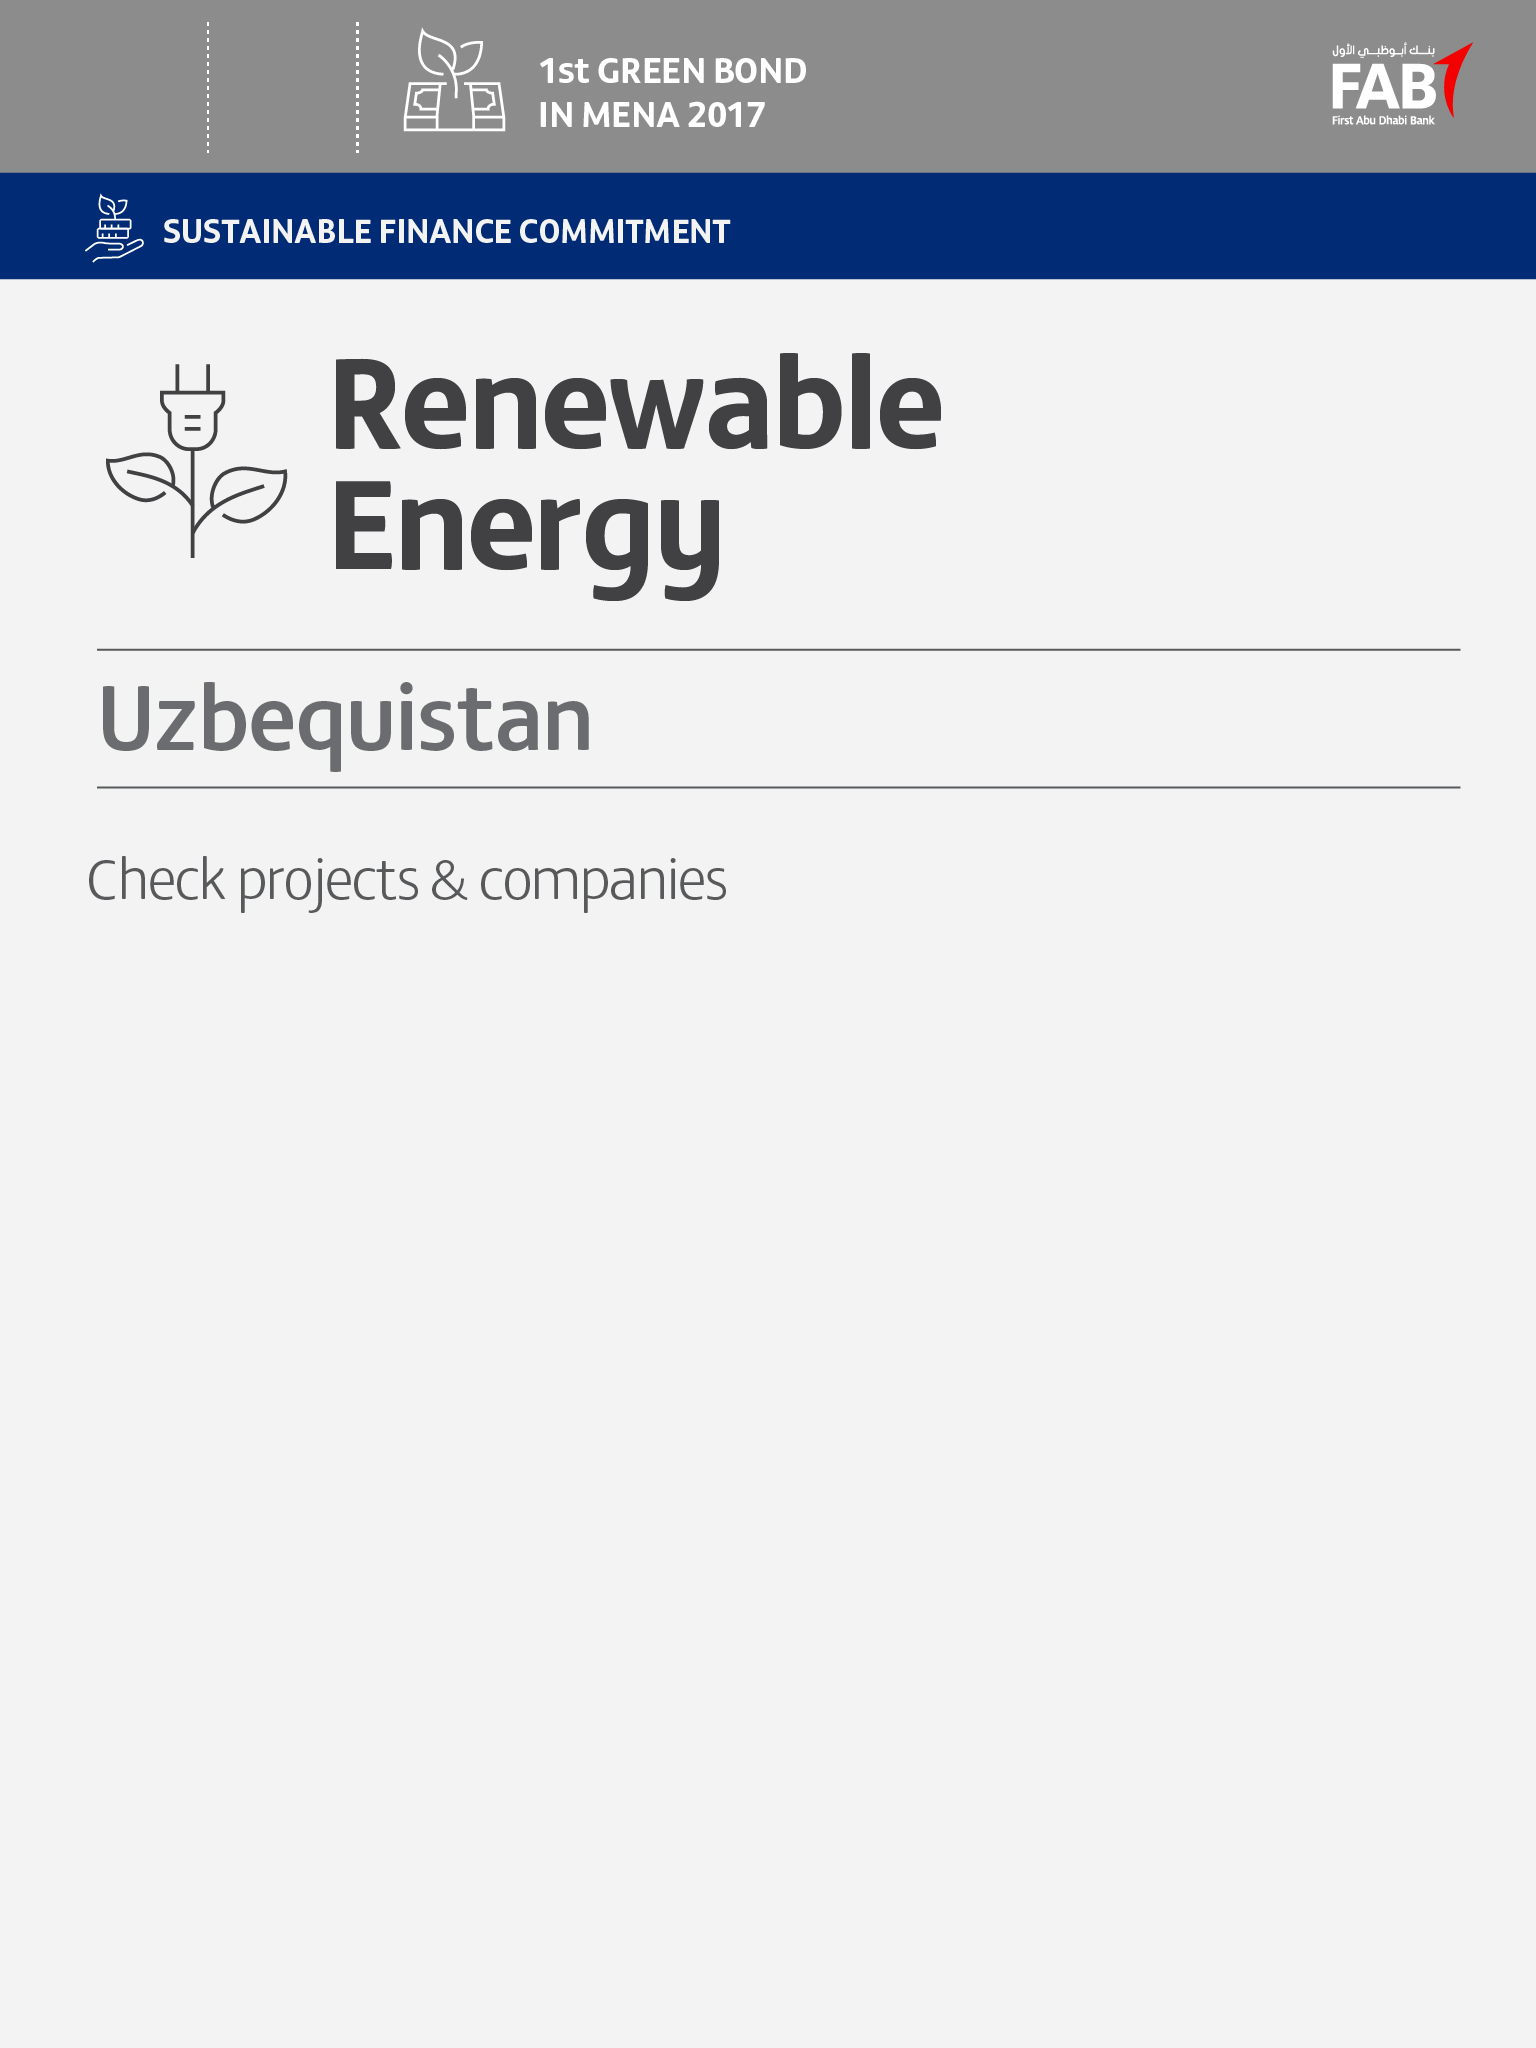 1st GREEN BOND
IN MENA 2017
بنك أبوظبي الأول
FAB
First Abu Dhabi Bank
SUSTAINABLE FINANCE COMMITMENT
Renewable
Energy
Uzbequistan
Check projects & companies